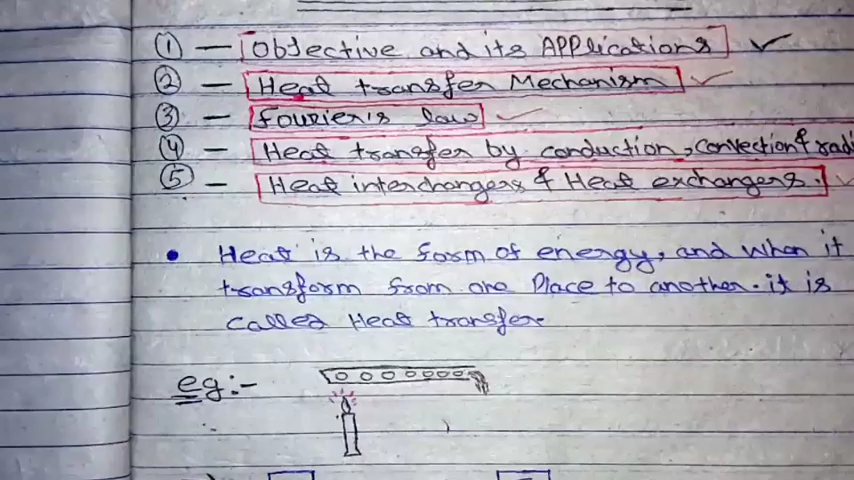 ① — Objective and its Applications ✓
② — Heat transfer Mechanism ✓
③ — Fourier's law ✓
④ — Heat transfer by conduction, convection & radi
⑤ — Heat interchangers & Heat exchangers. ✓
• Heat is the form of energy, and when it
transform from one Place to another. it is
called Heat transfer.
eg:-